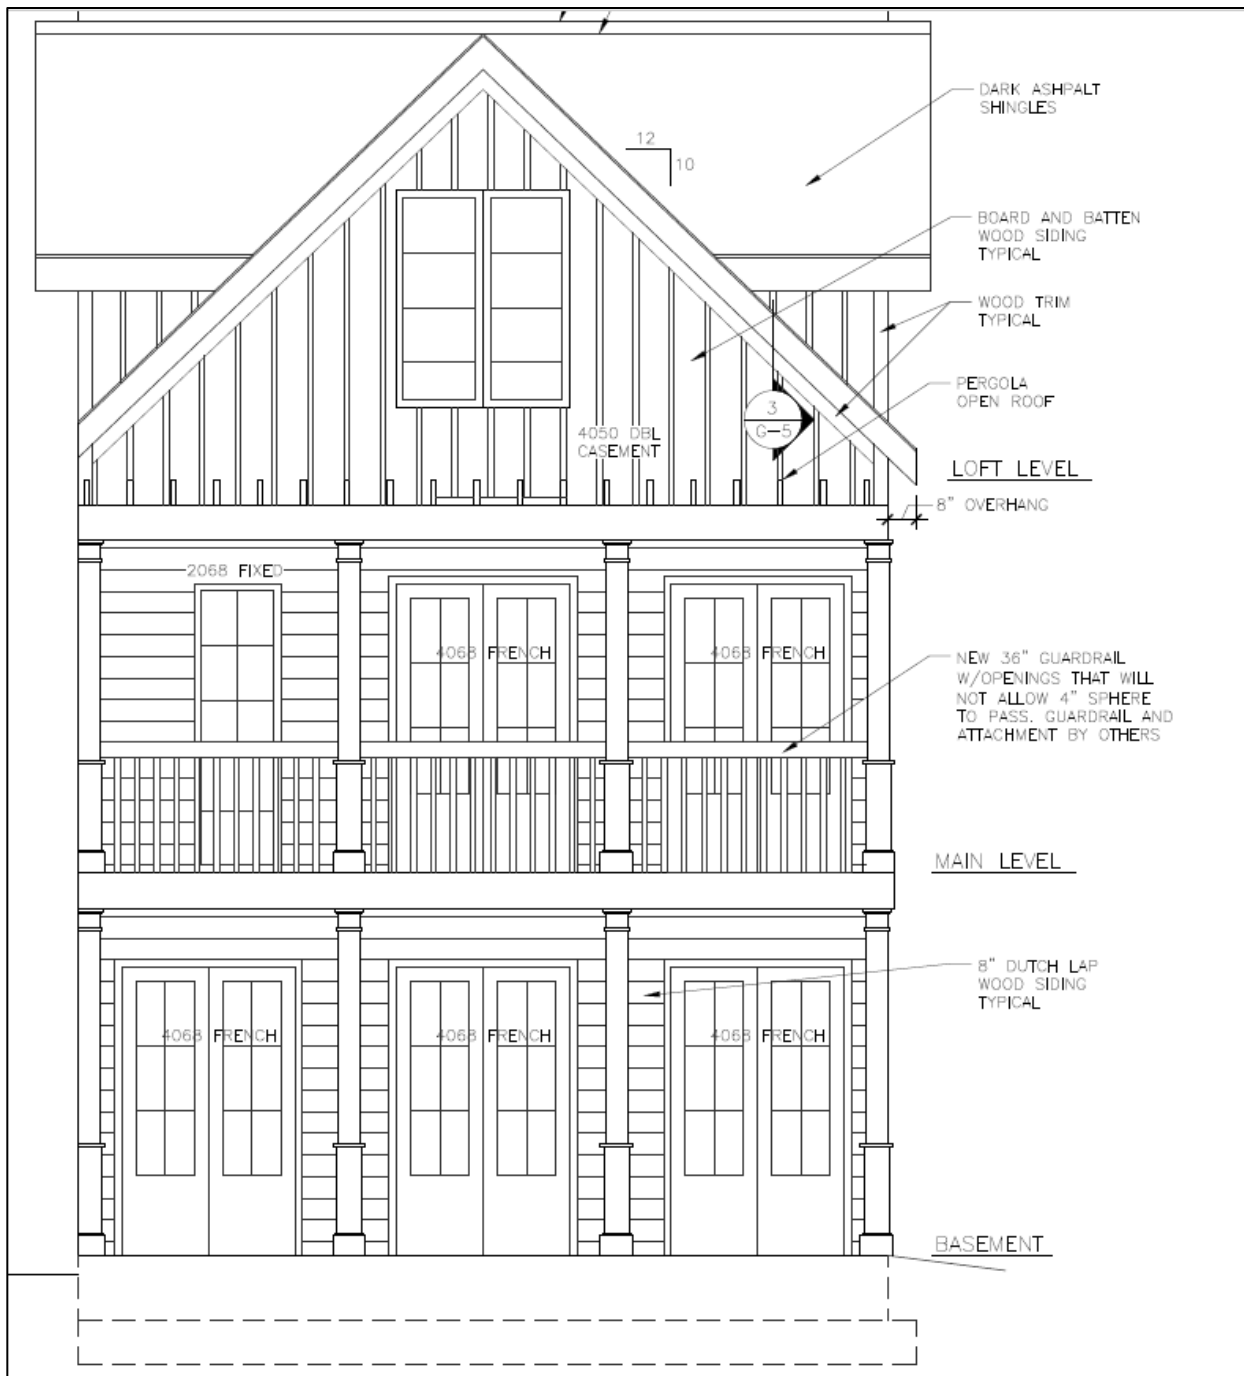 DARK ASHPALT
SHINGLES
12
10
BOARD AND BATTEN
WOOD SIDING
TYPICAL
WOOD TRIM
TYPICAL
PERGOLA
OPEN ROOF
3
G-5
4050 DBL
CASEMENT
LOFT LEVEL
8" OVERHANG
2068 FIXED
4068 FRENCH
4068 FRENCH
NEW 36" GUARDRAIL
W/OPENINGS THAT WILL
NOT ALLOW 4" SPHERE
TO PASS. GUARDRAIL AND
ATTACHMENT BY OTHERS
MAIN LEVEL
8" DUTCH LAP
WOOD SIDING
TYPICAL
4068 FRENCH
4068 FRENCH
4068 FRENCH
BASEMENT